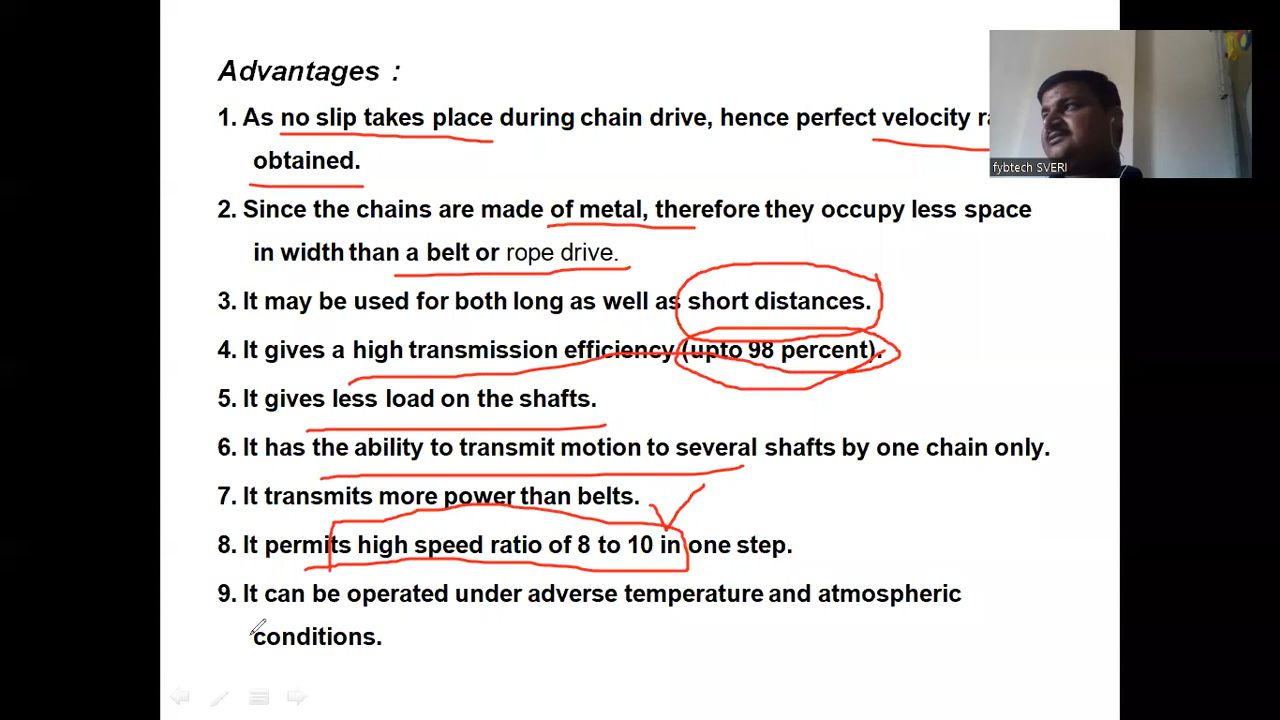 Advantages :
1. As no slip takes place during chain drive, hence perfect velocity
obtained.
2. Since the chains are made of metal, therefore they occupy less space
in width than a belt or rope drive.
3. It may be used for both long as well as short distances.
4. It gives a high transmission efficiency (upto 98 percent).
5. It gives less load on the shafts.
6. It has the ability to transmit motion to several shafts by one chain only.
7. It transmits more power than belts.
8. It permits high speed ratio of 8 to 10 in one step.
9. It can be operated under adverse temperature and atmospheric
conditions.
fybtech SVERI